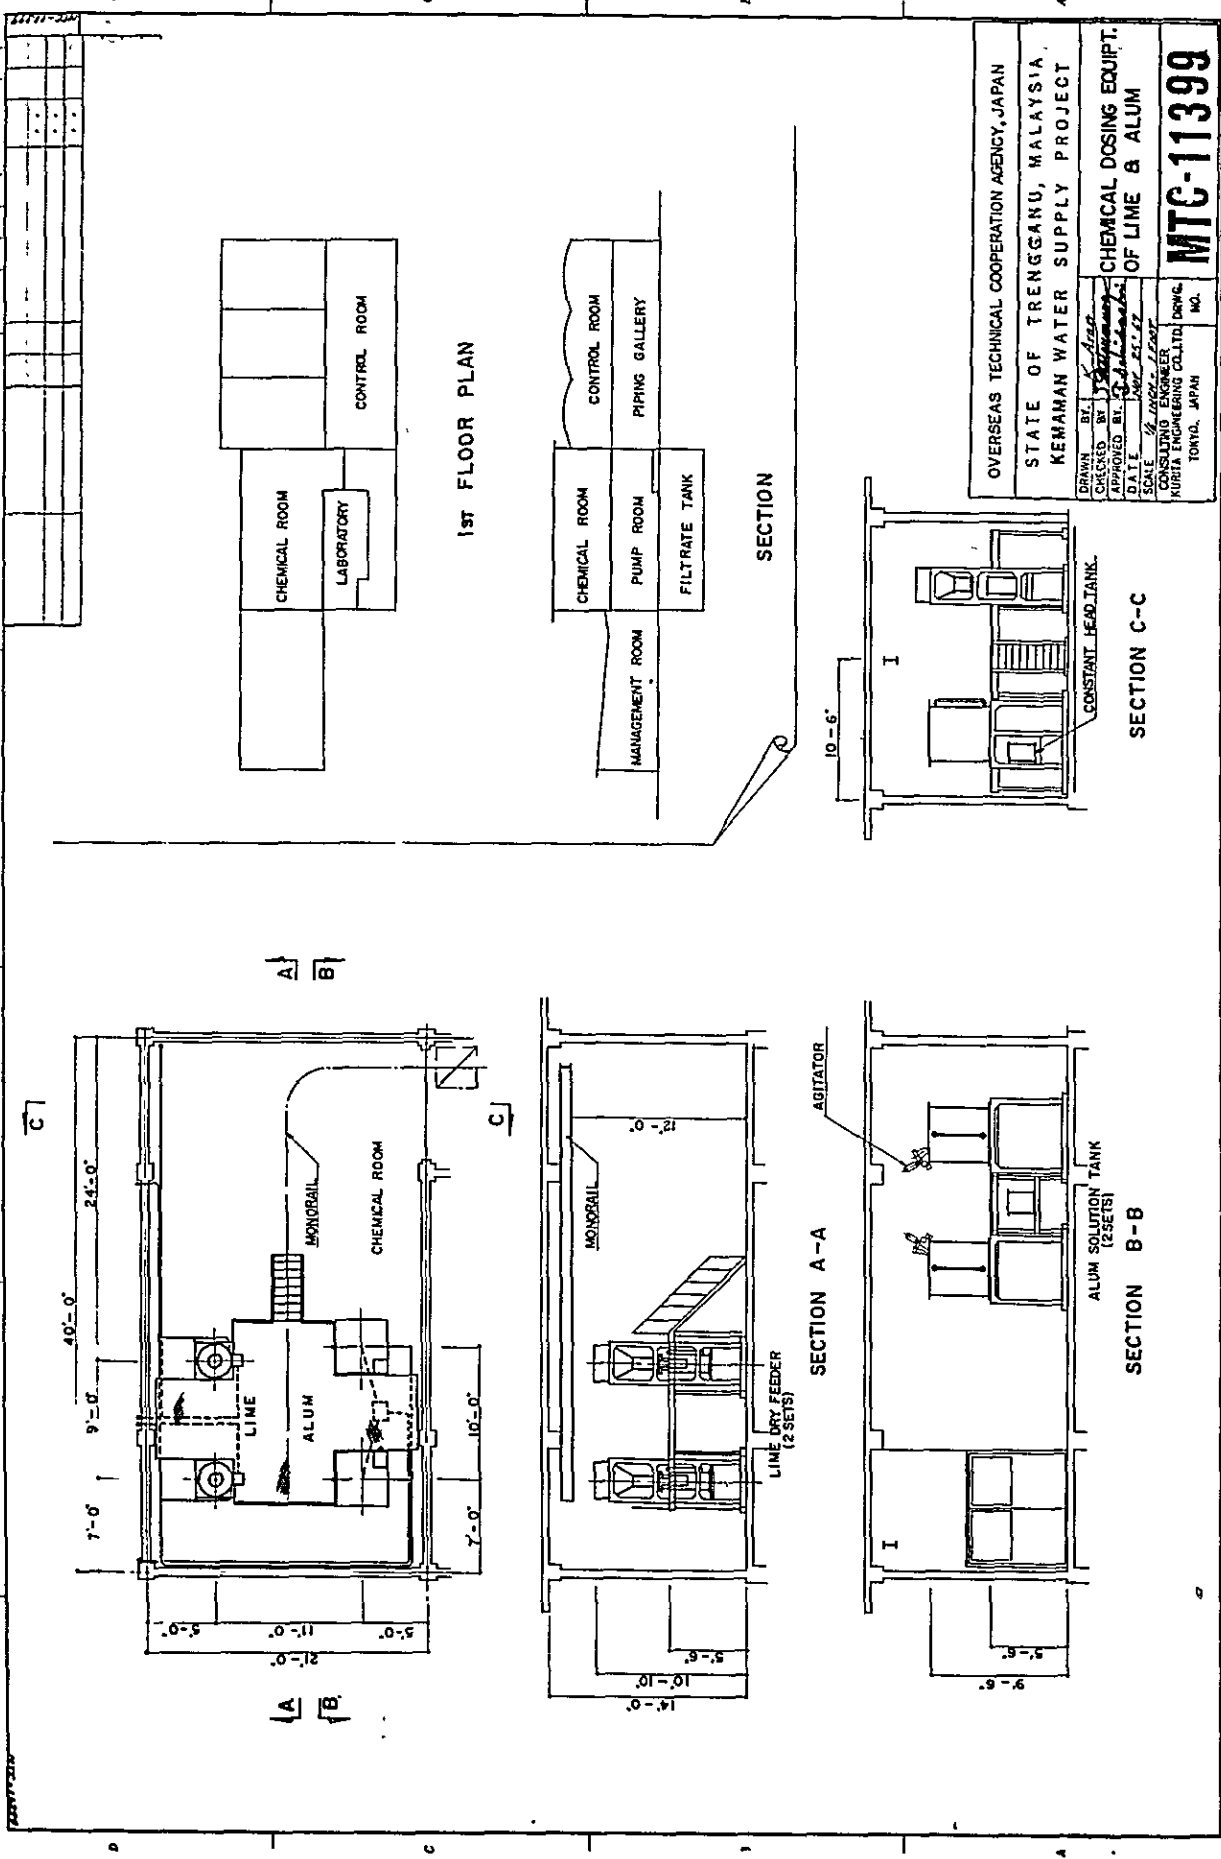 C
C
40'-0"
24'-0"
9'-0"
7'-0"
5'-0"
11'-0"
5'-0"
21'-0"
7'-0"
10'-0"
LIME
ALUM
MONORAIL
CHEMICAL ROOM
A
B
A
B
MONORAIL
12'-0"
5'-6"
10'-10"
14'-0"
LIME DRY FEEDER
(2 SETS)
SECTION A-A
AGITATOR
I
5'-6"
9'-6"
ALUM SOLUTION TANK
(2SETS)
SECTION B-B
CHEMICAL ROOM
LABORATORY
CONTROL ROOM
1ST FLOOR PLAN
MANAGEMENT ROOM
CHEMICAL ROOM
PUMP ROOM
FILTRATE TANK
CONTROL ROOM
PIPING GALLERY
SECTION
10-6"
I
CONSTANT HEAD TANK
SECTION C-C
OVERSEAS TECHNICAL COOPERATION AGENCY, JAPAN
STATE OF TRENGGANU, MALAYSIA
KEMAMAN WATER SUPPLY PROJECT
DRAWN BY.
CHECKED BY
APPROVED BY.
DATE
SCALE
CONSULTING ENGINEER
KURITA ENGINEERING CO., LTD.
TOKYO, JAPAN
CHEMICAL DOSING EQUIPT.
OF LIME & ALUM
DRWG.
NO.
MTC-11399
D
C
A